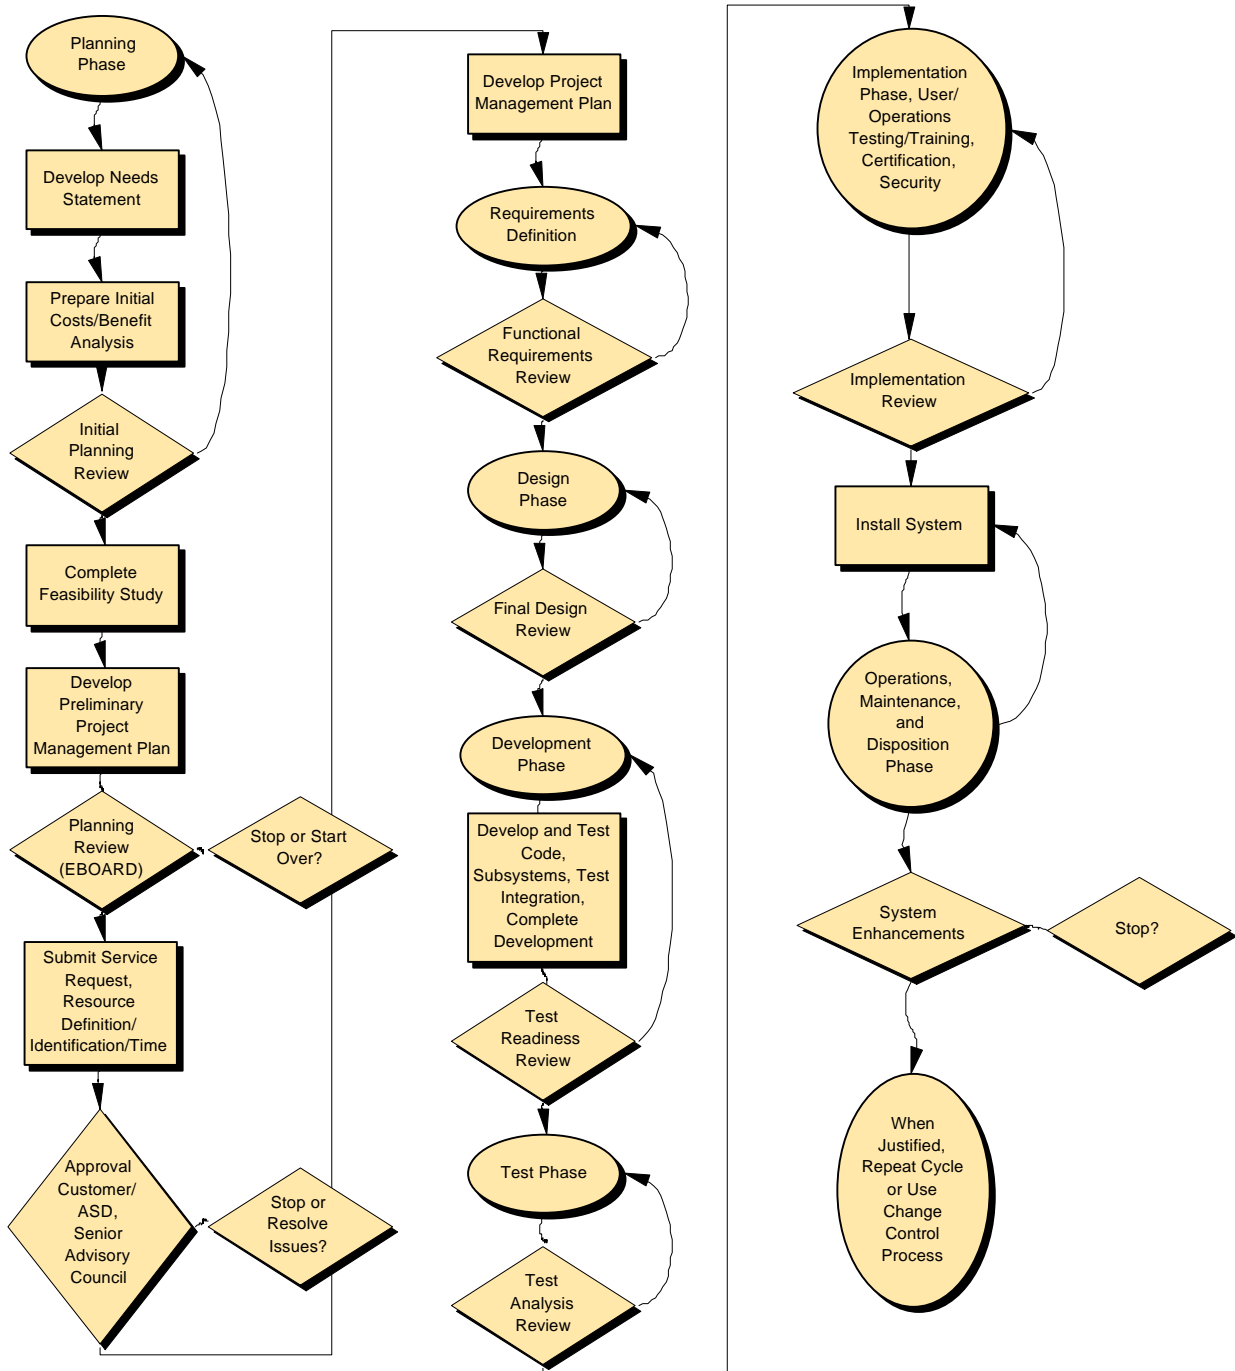 Planning
Phase
Develop Needs
Statement
Prepare Initial
Costs/Benefit
Analysis
Initial
Planning
Review
Complete
Feasibility Study
Develop
Preliminary
Project
Management Plan
Planning
Review
(EBOARD)
Stop or Start
Over?
Submit Service
Request,
Resource
Definition/
Identification/Time
Approval
Customer/
ASD,
Senior
Advisory
Council
Stop or
Resolve
Issues?
Develop Project
Management Plan
Requirements
Definition
Functional
Requirements
Review
Design
Phase
Final Design
Review
Development
Phase
Develop and Test
Code,
Subsystems, Test
Integration,
Complete
Development
Test
Readiness
Review
Test Phase
Test
Analysis
Review
Implementation
Phase, User/
Operations
Testing/Training,
Certification,
Security
Implementation
Review
Install System
Operations,
Maintenance,
and
Disposition
Phase
System
Enhancements
Stop?
When
Justified,
Repeat Cycle
or Use
Change
Control
Process